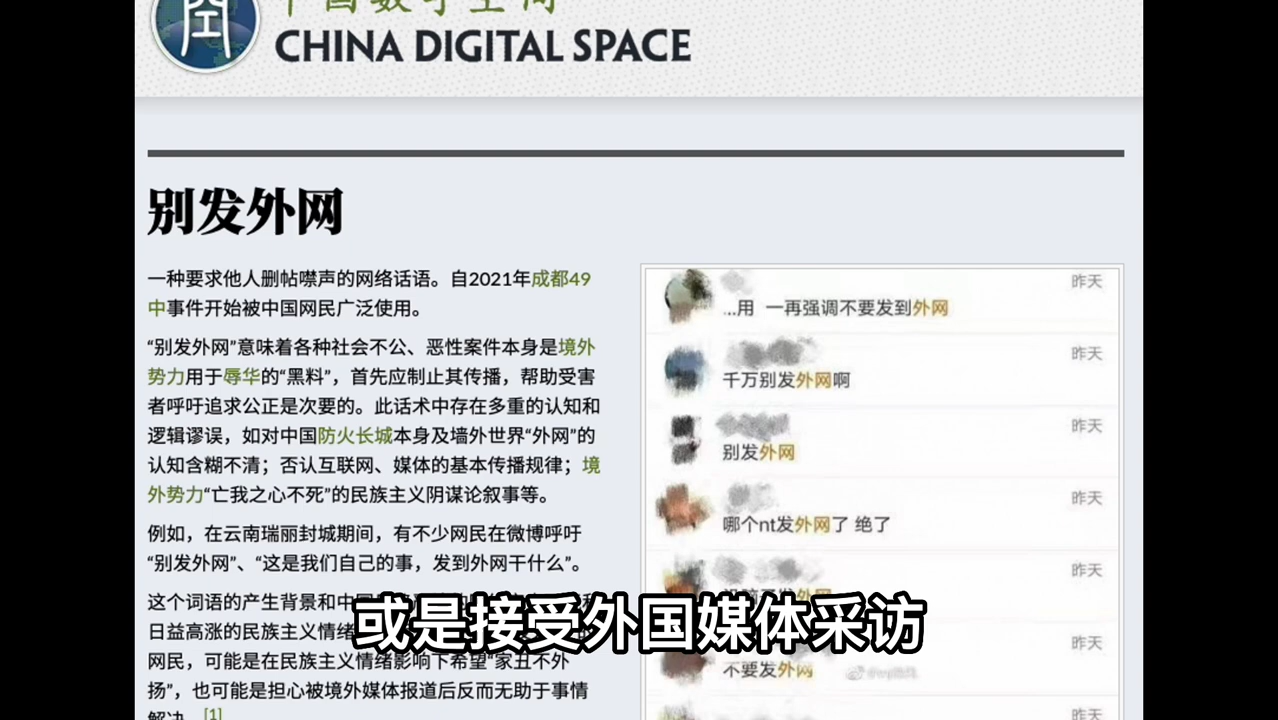 中国数字空间
CHINA DIGITAL SPACE
别发外网
一种要求他人删帖噤声的网络话语。自2021年成都49
中事件开始被中国网民广泛使用。
“别发外网”意味着各种社会不公、恶性案件本身是境外
势力用于辱华的“黑料”，首先应制止其传播，帮助受害
者呼吁追求公正是次要的。此话术中存在多重的认知和
逻辑谬误，如对中国防火长城本身及墙外世界“外网”的
认知含糊不清；否认互联网、媒体的基本传播规律；境
外势力“亡我之心不死”的民族主义阴谋论叙事等。
例如，在云南瑞丽封城期间，有不少网民在微博呼吁
“别发外网”、“这是我们自己的事，发到外网干什么”。
这个词语的产生背景和中
日益高涨的民族主义情绪
网民，可能是在民族主义情绪影响下希望“家丑不外
扬”，也可能是担心被境外媒体报道后反而无助于事情
解决。[1]
昨天
...用 一再强调不要发到外网
昨天
千万别发外网啊
昨天
别发外网
昨天
哪个nt发外网了 绝了
昨天
外网
昨天
不要发外网
昨天
或是接受外国媒体采访